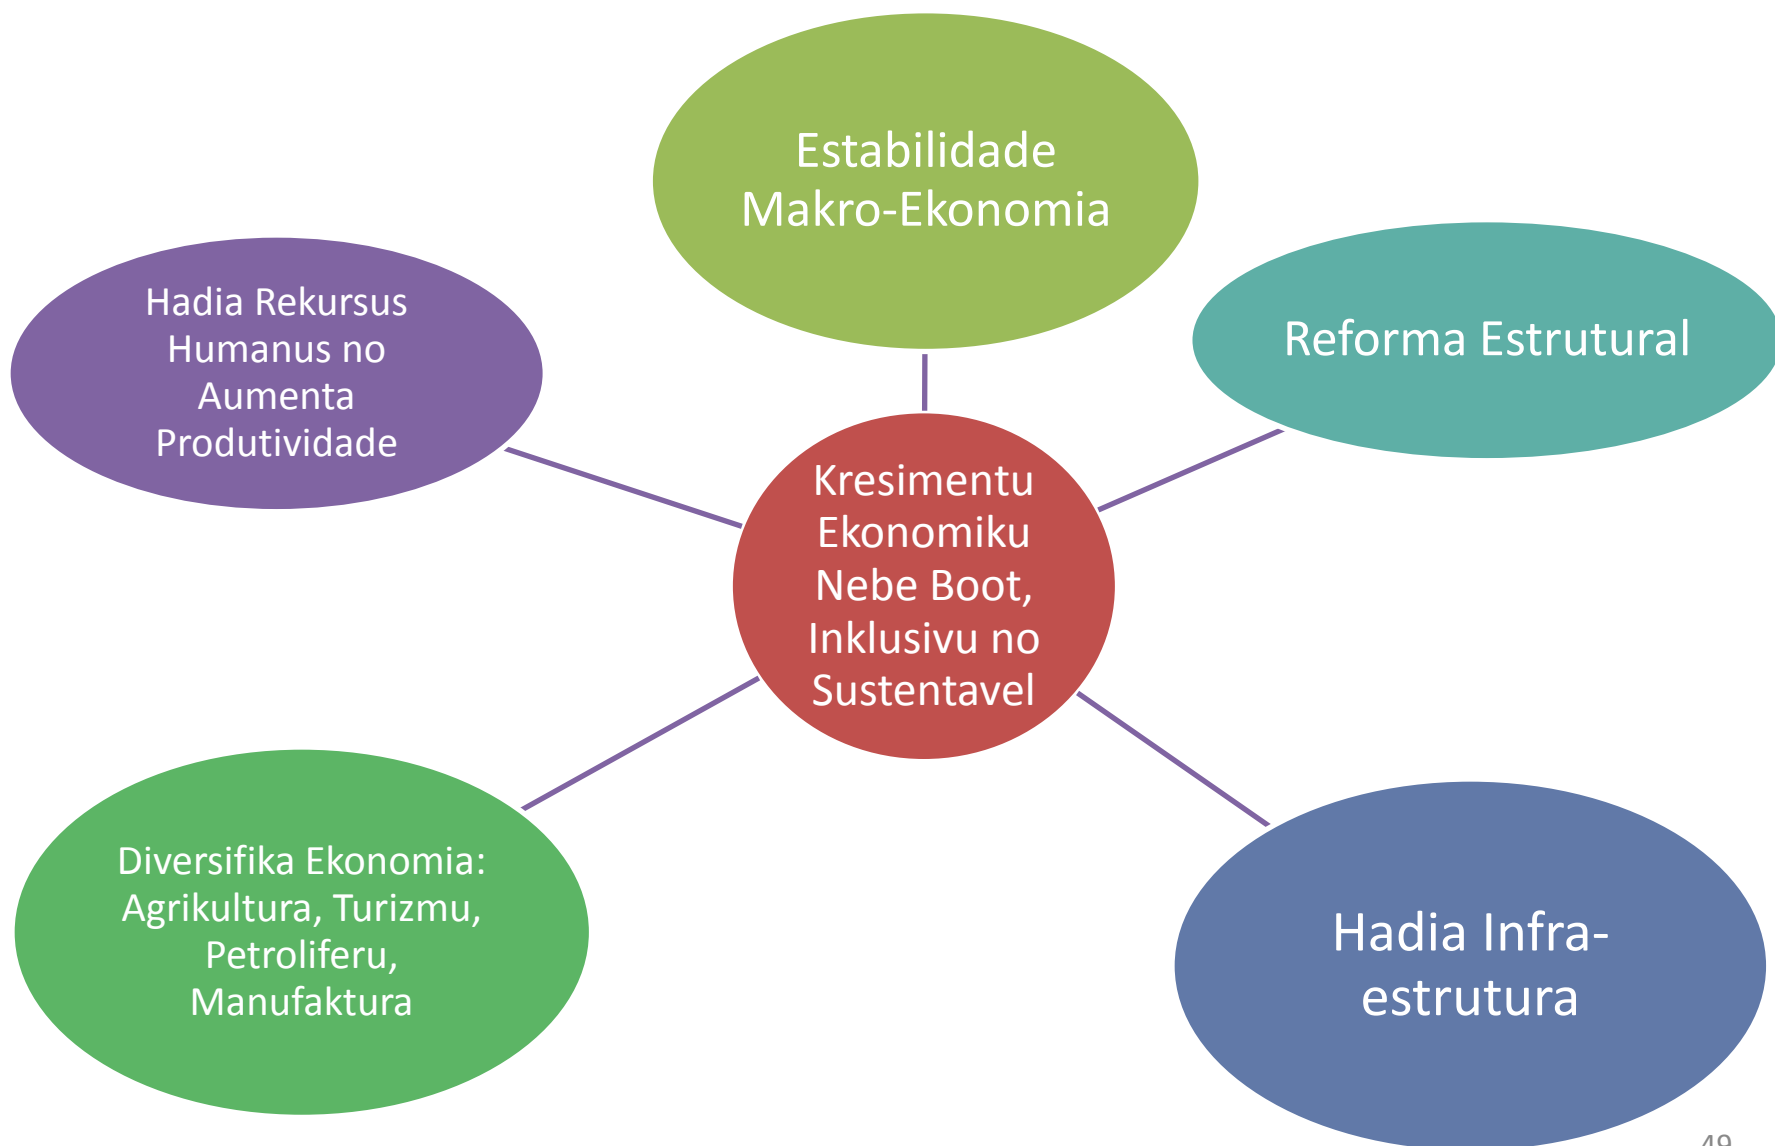 Estabilidade
Makro-Ekonomia
Reforma Estrutural
Hadia Rekursus
Humanus no
Aumenta
Produtividade
Kresimentu
Ekonomiku
Nebe Boot,
Inklusivu no
Sustentavel
Diversifika Ekonomia:
Agrikultura, Turizmu,
Petroliferu,
Manufaktura
Hadia Infra-
estrutura
49